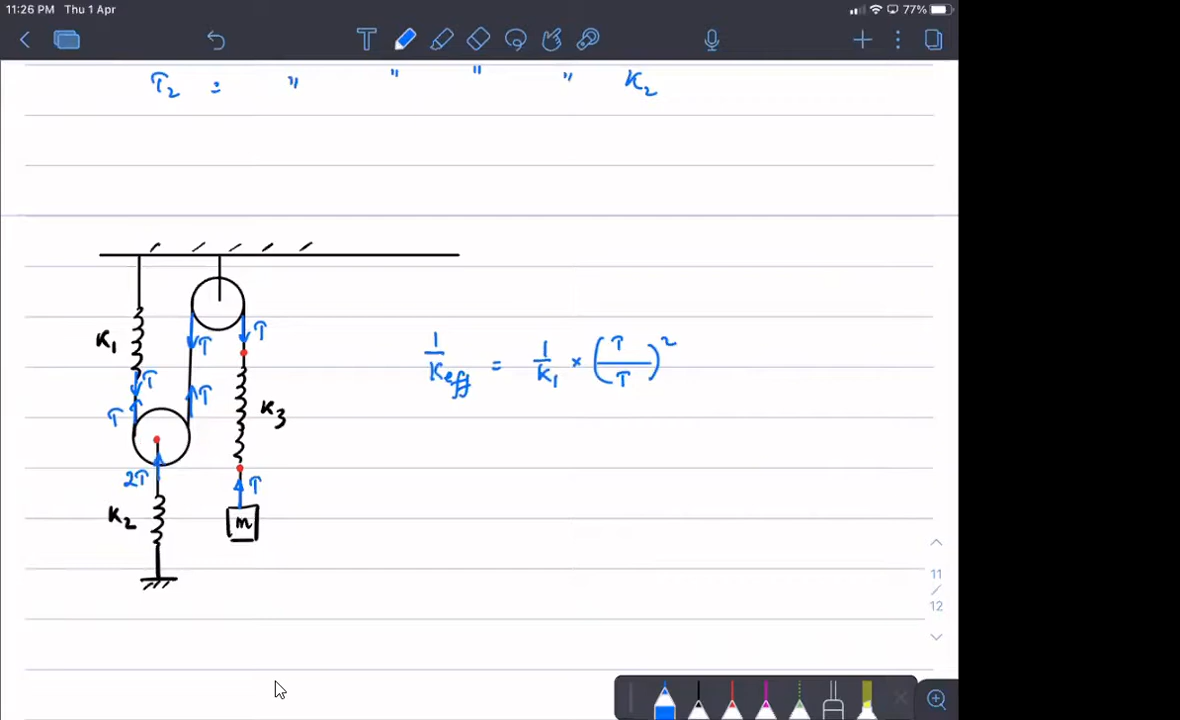 11:26 PM Thu 1 Apr 77%
T
T₂ = " " " " K₂
K₁
T
T
T
T
T
K₃
2T
T
K₂
m
1/K_eff = 1/K₁ × (T/T)²
11
/
12